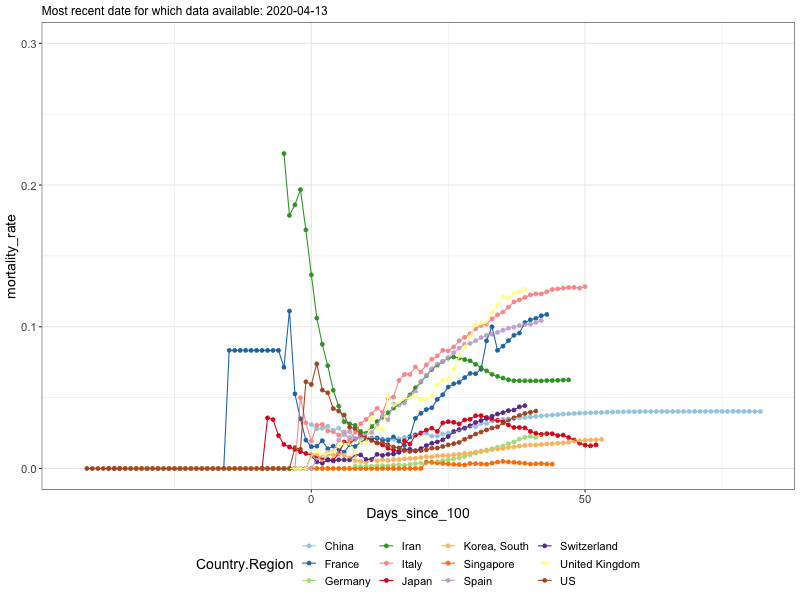 Most recent date for which data available: 2020-04-13
0.3
0.2
0.1
0.0
mortality_rate
0
50
Days_since_100
Country.Region
China
Iran
Korea, South
Switzerland
France
Italy
Singapore
United Kingdom
Germany
Japan
Spain
US